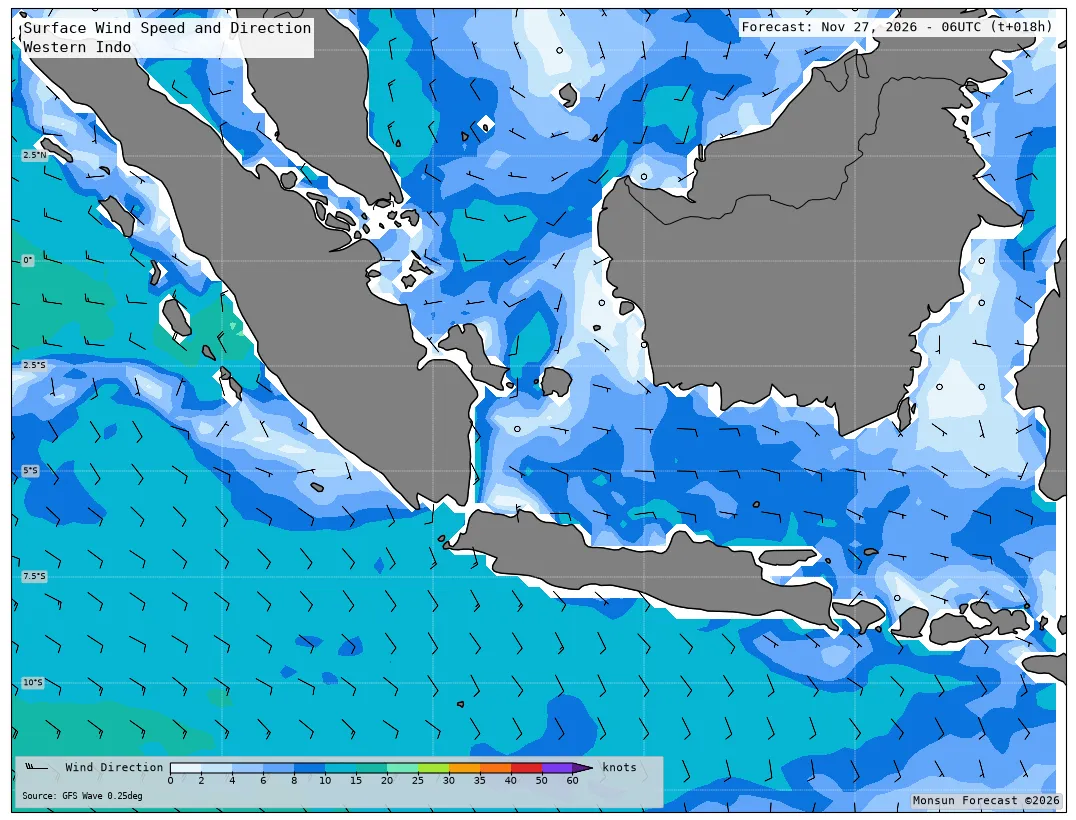 Surface Wind Speed and Direction
Western Indo
Forecast: Nov 27, 2026 - 06UTC (t+018h)
2.5°N
0°
2.5°S
5°S
7.5°S
10°S
Wind Direction
0 2 4 6 8 10 15 20 25 30 35 40 50 60
knots
Source: GFS Wave 0.25deg
Monsun Forecast ©2026